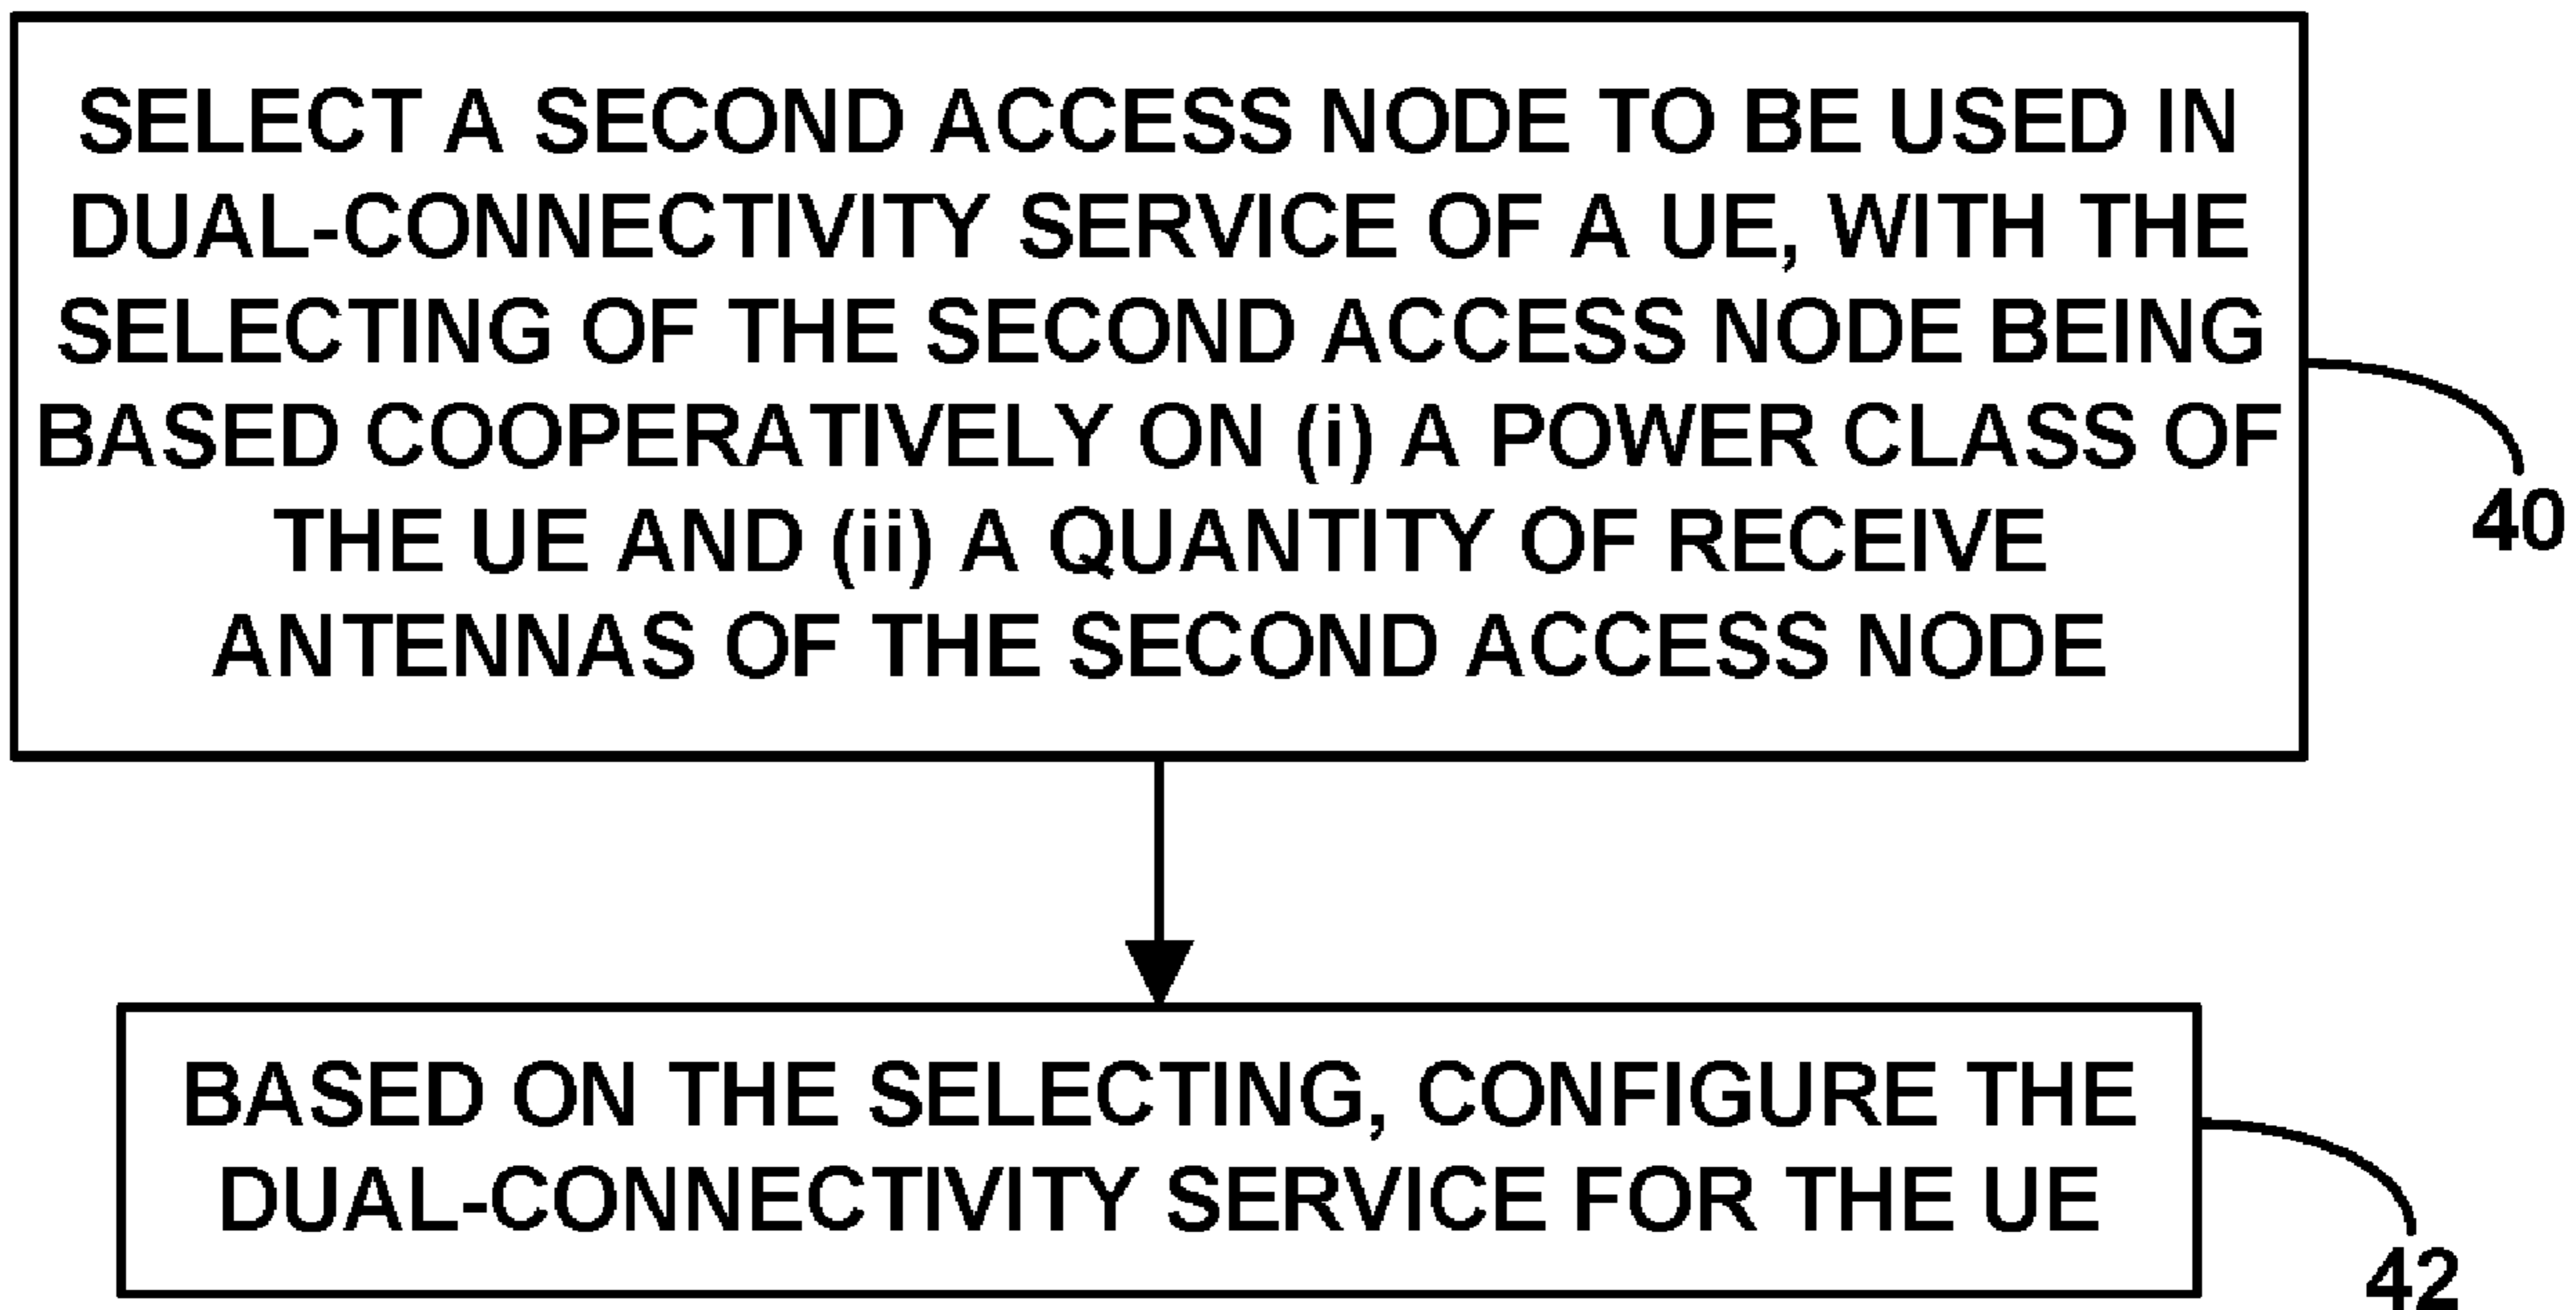 SELECT A SECOND ACCESS NODE TO BE USED IN
DUAL-CONNECTIVITY SERVICE OF A UE, WITH THE
SELECTING OF THE SECOND ACCESS NODE BEING
BASED COOPERATIVELY ON (i) A POWER CLASS OF
THE UE AND (ii) A QUANTITY OF RECEIVE
ANTENNAS OF THE SECOND ACCESS NODE
40
BASED ON THE SELECTING, CONFIGURE THE
DUAL-CONNECTIVITY SERVICE FOR THE UE
42